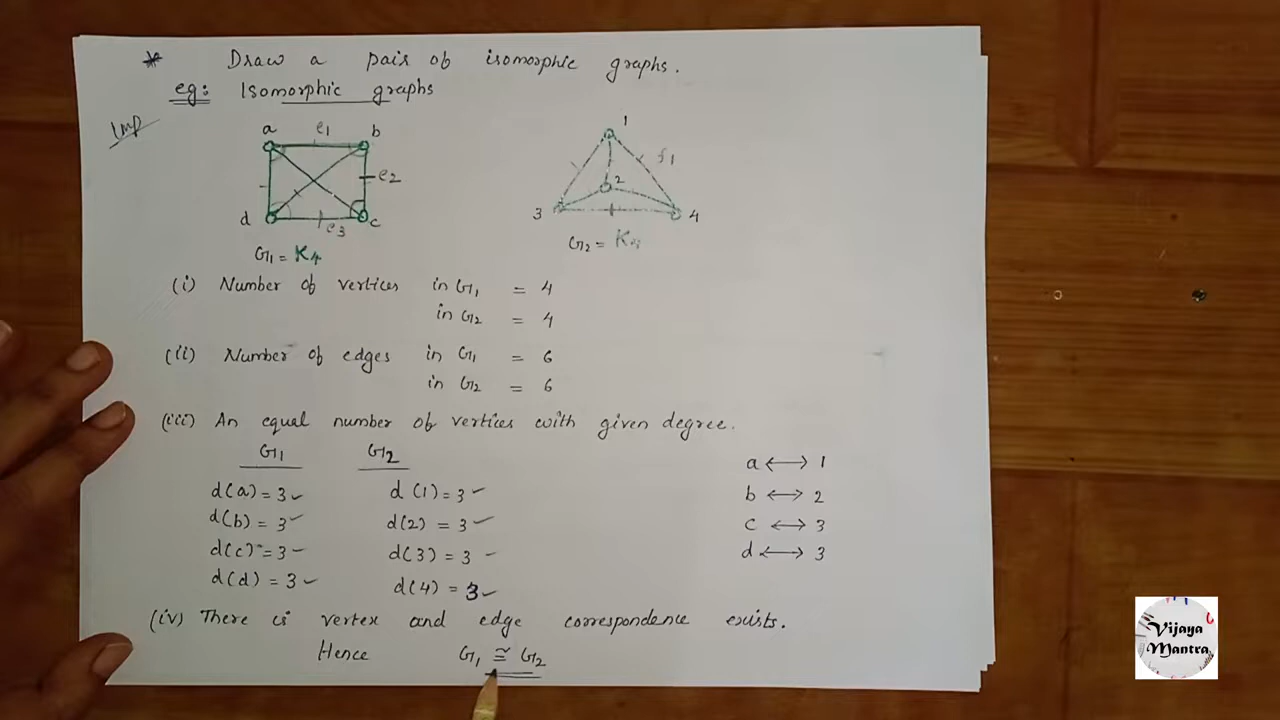 * Draw a pair of isomorphic graphs.
eg: Isomorphic graphs
Imp
a e1 b
e2
d e3 c
G1 = K4
1
f1
2
3 4
G2 = K4
(i) Number of vertices in G1 = 4
in G2 = 4
(ii) Number of edges in G1 = 6
in G2 = 6
(iii) An equal number of vertices with given degree.
G1 G2
d(a) = 3 d(1) = 3
d(b) = 3 d(2) = 3
d(c) = 3 d(3) = 3
d(d) = 3 d(4) = 3
a ↔ 1
b ↔ 2
c ↔ 3
d ↔ 3
(iv) There is vertex and edge correspondence exists.
Hence G1 ≅ G2
Vijaya
Mantra